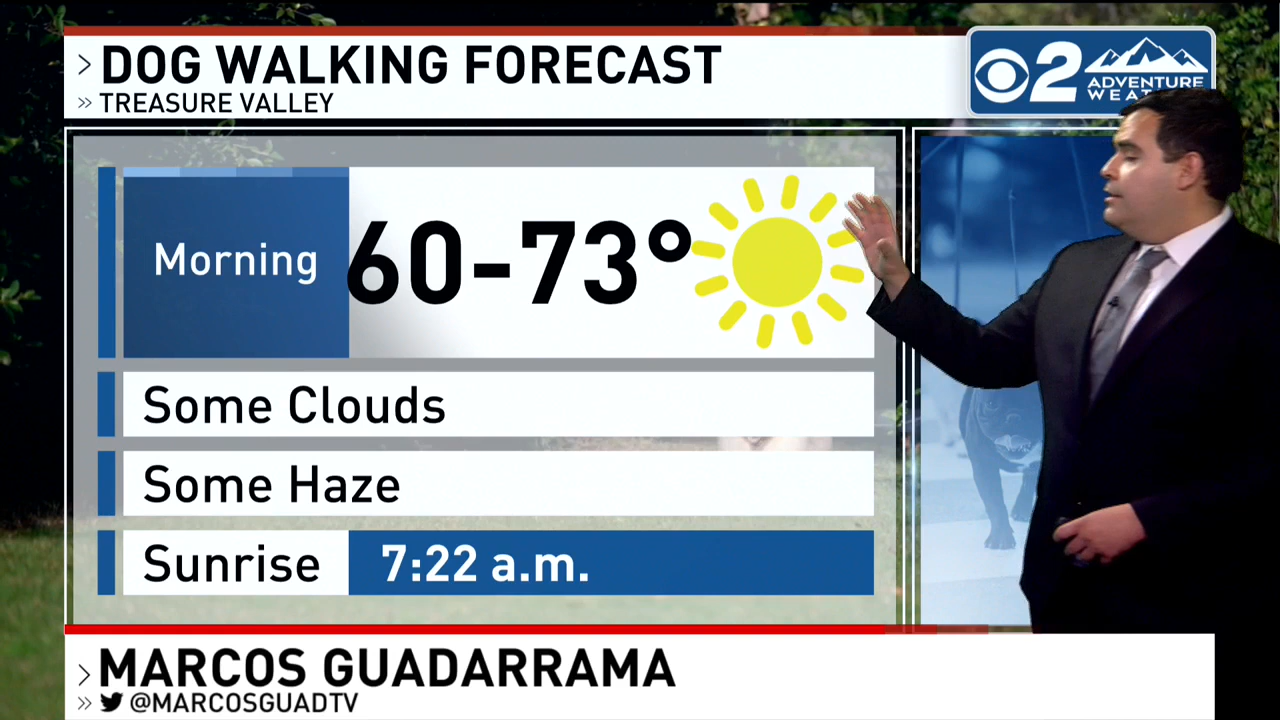 > DOG WALKING FORECAST
» TREASURE VALLEY
2 ADVENTURE
Morning 60-73°
Some Clouds
Some Haze
Sunrise 7:22 a.m.
> MARCOS GUADARRAMA
» @MARCOSGUADTV